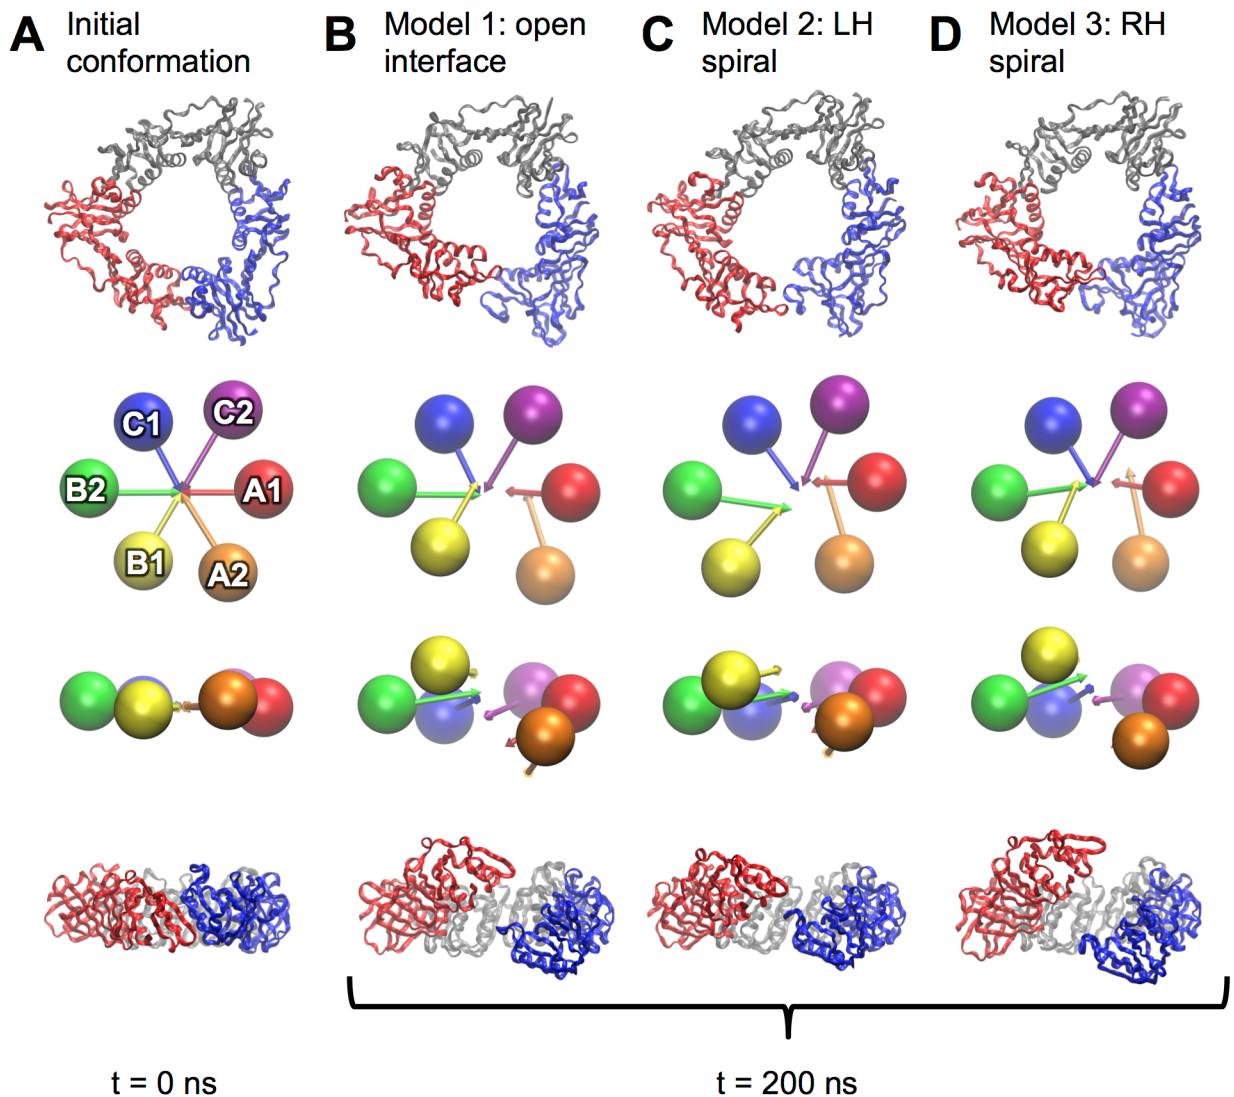 A Initial
conformation
B Model 1: open
interface
C Model 2: LH
spiral
D Model 3: RH
spiral
C1
C2
B2
A1
B1
A2
t = 0 ns
t = 200 ns